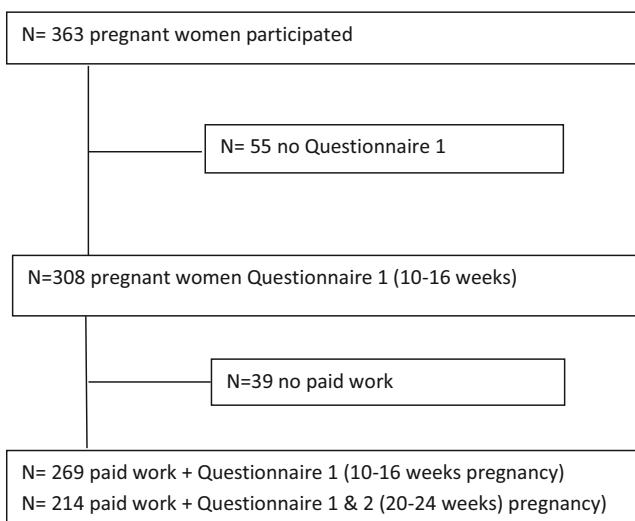 N= 363 pregnant women participated
N= 55 no Questionnaire 1
N=308 pregnant women Questionnaire 1 (10-16 weeks)
N=39 no paid work
N= 269 paid work + Questionnaire 1 (10-16 weeks pregnancy)
N= 214 paid work + Questionnaire 1 & 2 (20-24 weeks) pregnancy)